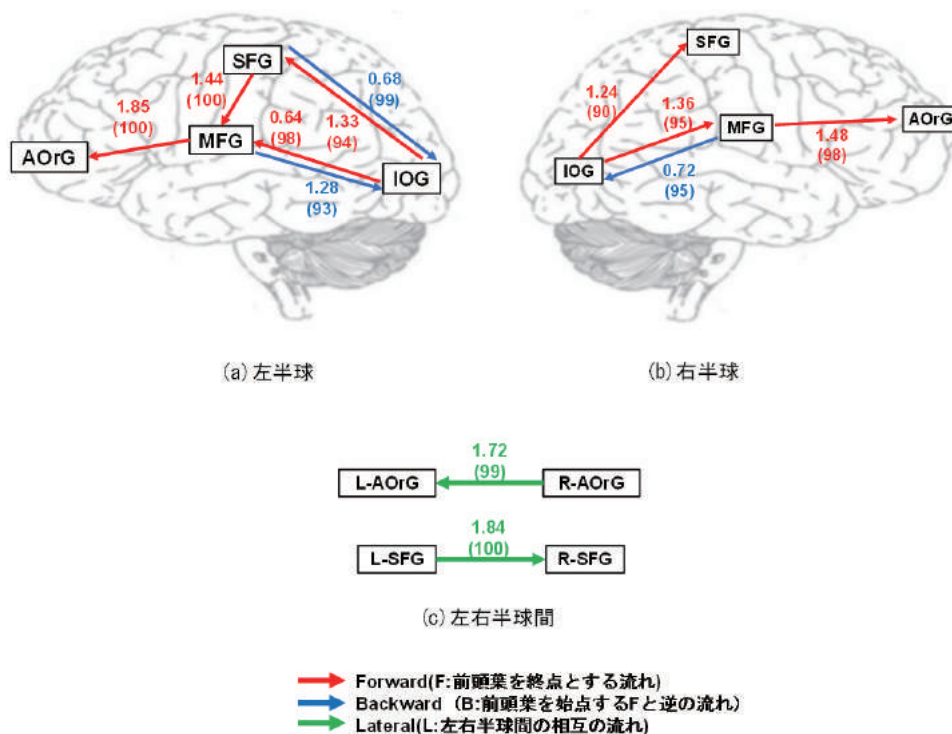 SFG
1.44
(100)
0.68
(99)
1.85
(100)
0.64
(98)
1.33
(94)
MFG
AOrG
IOG
1.28
(93)
(a)左半球
SFG
1.24
(90)
1.36
(95)
MFG
AOrG
1.48
(98)
IOG
0.72
(95)
(b)右半球
1.72
(99)
L-AOrG
R-AOrG
1.84
(100)
L-SFG
R-SFG
(c)左右半球間
Forward(F:前頭葉を終点とする流れ)
Backward（B:前頭葉を始点するFと逆の流れ）
Lateral(L:左右半球間の相互の流れ)